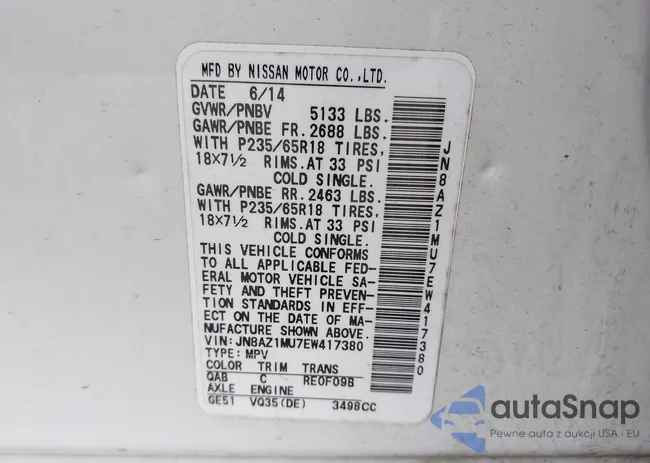 MFD BY NISSAN MOTOR CO.,LTD.
DATE 6/14
GVWR/PNBV 5133 LBS.
GAWR/PNBE FR. 2688 LBS.
WITH P235/65R18 TIRES,
18X7½ RIMS.AT 33 PSI
COLD SINGLE.
GAWR/PNBE RR. 2463 LBS.
WITH P235/65R18 TIRES,
18X7½ RIMS.AT 33 PSI
COLD SINGLE.
THIS VEHICLE CONFORMS
TO ALL APPLICABLE FED-
ERAL MOTOR VEHICLE SA-
FETY AND THEFT PREVEN-
TION STANDARDS IN EFF-
ECT ON THE DATE OF MA-
NUFACTURE SHOWN ABOVE.
VIN: JN8AZ1MU7EW417380
TYPE: MPV
COLOR TRIM TRANS
QAB C RE0F09B
AXLE ENGINE
GE51 VQ35(DE) 3498CC
JN8AZ1MU7EW417380
autaSnap
Pewne auto z aukcji USA i EU